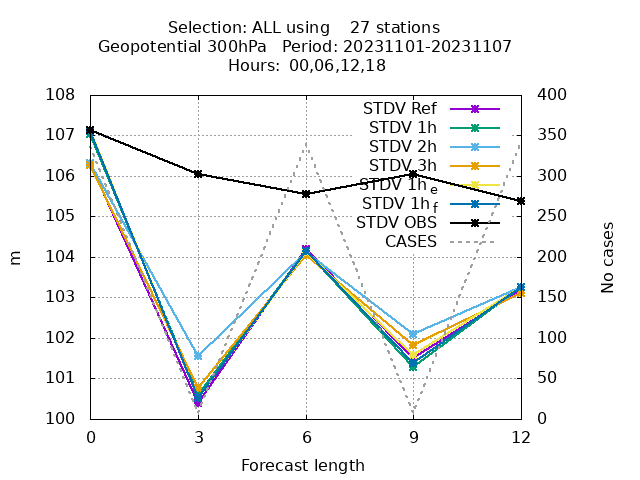 Selection: ALL using    27 stations
Geopotential 300hPa   Period: 20231101-20231107
Hours: 00,06,12,18
108 400
107 350
106 300
105 250
104 200
103 150
102 100
101 50
100 0
0 3 6 9 12
m
No cases
Forecast length
STDV Ref
STDV 1h
STDV 2h
STDV 3h
STDV 1h e
STDV 1h f
STDV OBS
CASES